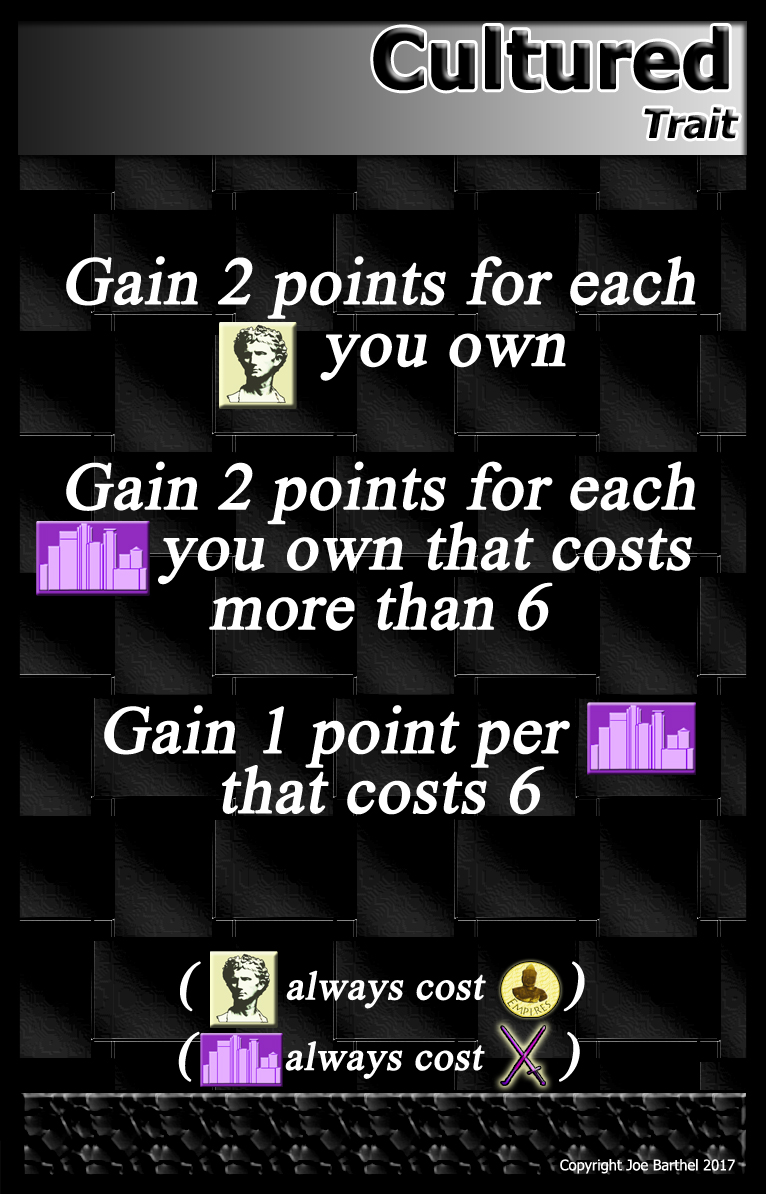 Cultured
Trait
Gain 2 points for each
you own
Gain 2 points for each
you own that costs
more than 6
Gain 1 point per
that costs 6
( always cost EMPIRES )
( always cost )
Copyright Joe Barthel 2017